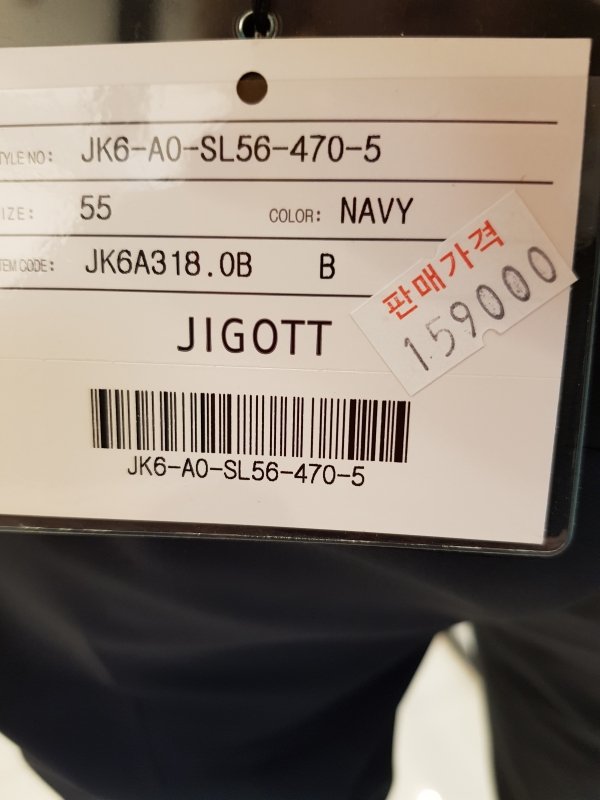 TYLE NO: JK6-A0-SL56-470-5
IZE: 55 COLOR: NAVY
TEM CODE: JK6A318.0B B
판매가격
159000
JIGOTT
JK6-A0-SL56-470-5